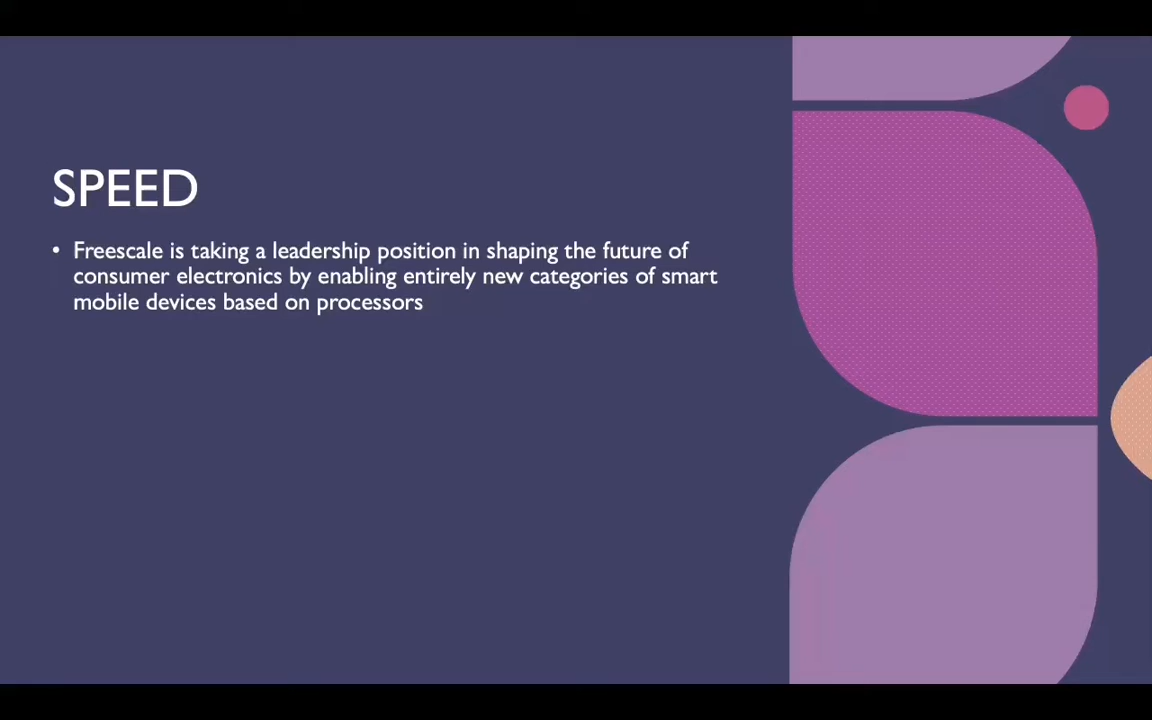 SPEED
• Freescale is taking a leadership position in shaping the future of
consumer electronics by enabling entirely new categories of smart
mobile devices based on processors